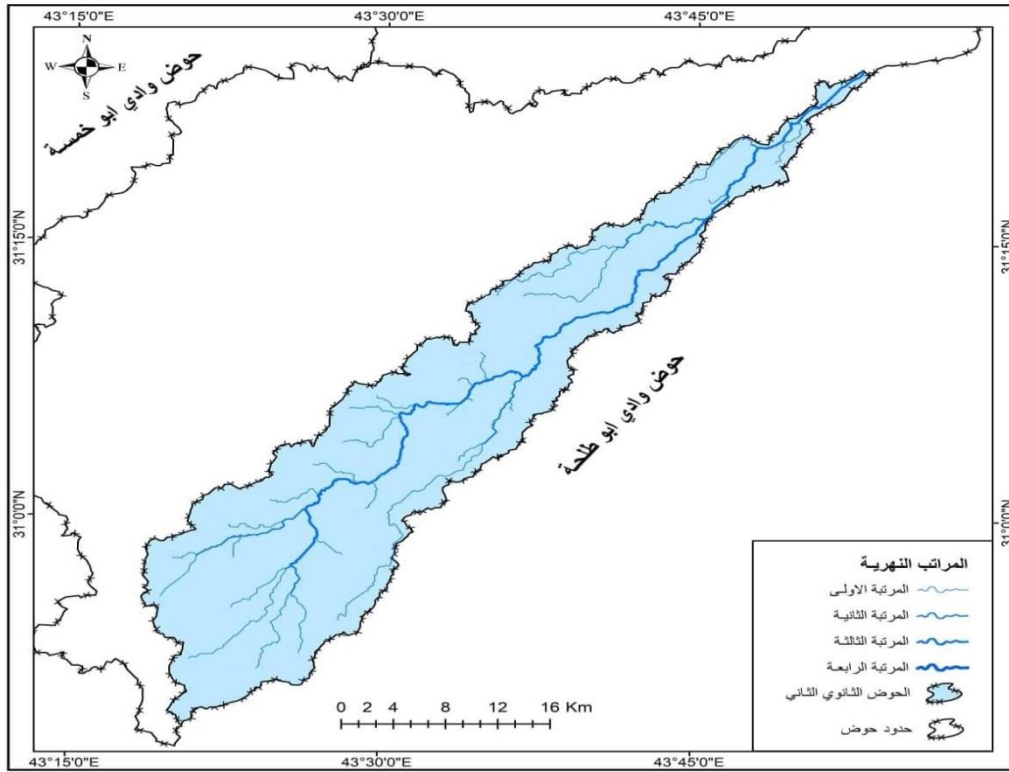 43°15'0"E
43°30'0"E
43°45'0"E
N
W
E
S
حوض وادي ابو خمسة
31°15'0"N
31°15'0"N
حوض وادي ابو طلحة
31°0'0"N
31°0'0"N
المراتب النهرية
المرتبة الاولى
المرتبة الثانية
المرتبة الثالثة
المرتبة الرابعة
الحوض الثانوي الثاني
حدود حوض
0 2 4 8 12 16 Km
43°15'0"E
43°30'0"E
43°45'0"E